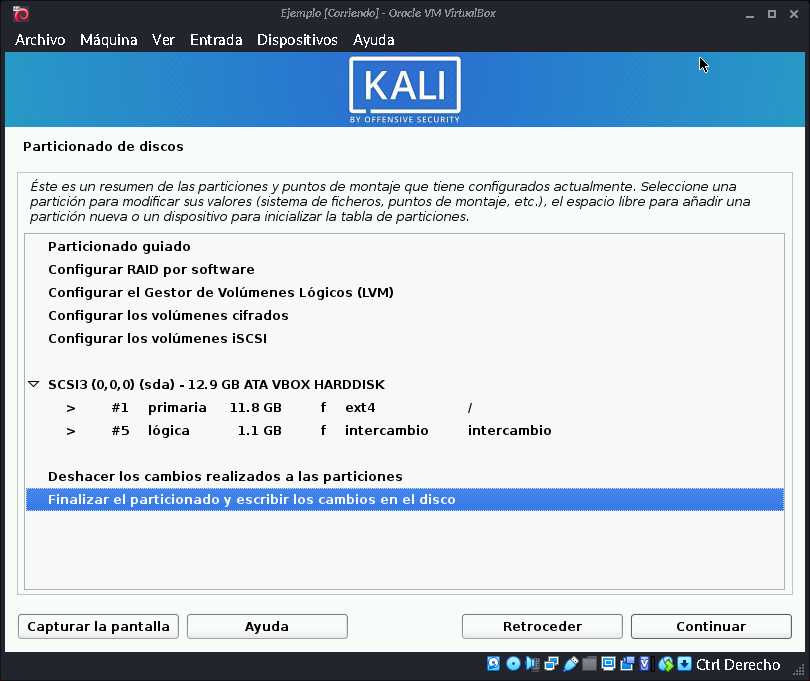 Ejemplo [Corriendo] - Oracle VM VirtualBox
Archivo Máquina Ver Entrada Dispositivos Ayuda
KALI
BY OFFENSIVE SECURITY
Particionado de discos
Éste es un resumen de las particiones y puntos de montaje que tiene configurados actualmente. Seleccione una
partición para modificar sus valores (sistema de ficheros, puntos de montaje, etc.), el espacio libre para añadir una
partición nueva o un dispositivo para inicializar la tabla de particiones.
Particionado guiado
Configurar RAID por software
Configurar el Gestor de Volúmenes Lógicos (LVM)
Configurar los volúmenes cifrados
Configurar los volúmenes iSCSI
SCSI3 (0,0,0) (sda) - 12.9 GB ATA VBOX HARDDISK
> #1 primaria 11.8 GB f ext4 /
> #5 lógica 1.1 GB f intercambio intercambio
Deshacer los cambios realizados a las particiones
Finalizar el particionado y escribir los cambios en el disco
Capturar la pantalla Ayuda Retroceder Continuar
Ctrl Derecho